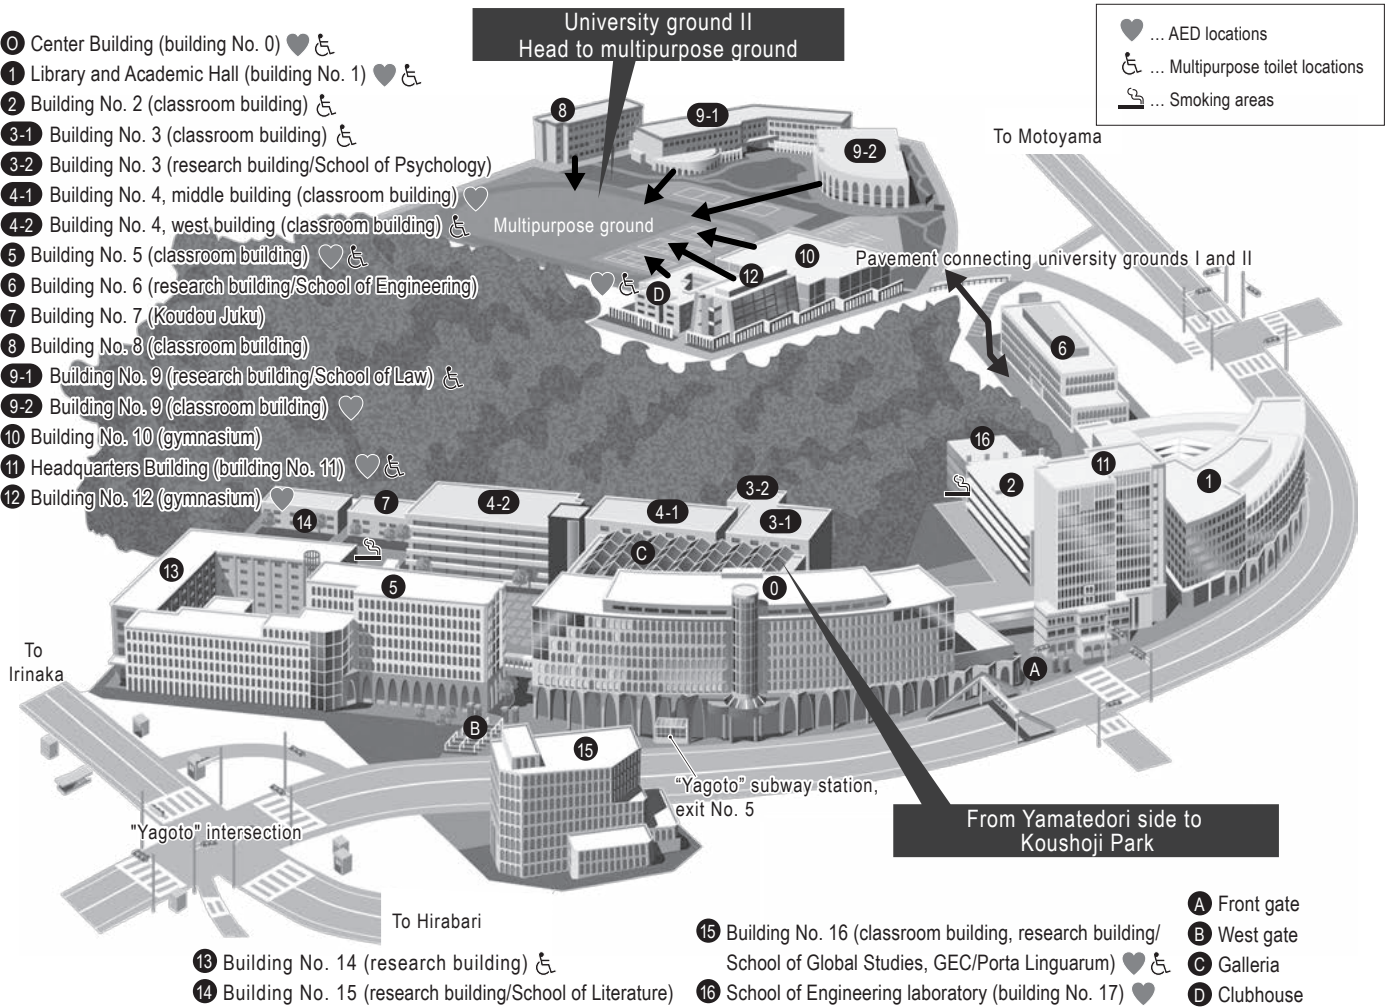 University ground II
Head to multipurpose ground
0 Center Building (building No. 0)
1 Library and Academic Hall (building No. 1)
2 Building No. 2 (classroom building)
3-1 Building No. 3 (classroom building)
3-2 Building No. 3 (research building/School of Psychology)
4-1 Building No. 4, middle building (classroom building)
4-2 Building No. 4, west building (classroom building)
5 Building No. 5 (classroom building)
6 Building No. 6 (research building/School of Engineering)
7 Building No. 7 (Koudou Juku)
8 Building No. 8 (classroom building)
9-1 Building No. 9 (research building/School of Law)
9-2 Building No. 9 (classroom building)
10 Building No. 10 (gymnasium)
11 Headquarters Building (building No. 11)
12 Building No. 12 (gymnasium)
... AED locations
... Multipurpose toilet locations
... Smoking areas
To Motoyama
8
9-1
9-2
Multipurpose ground
10
12
D
Pavement connecting university grounds I and II
6
16
2
11
1
3-2
4-2
7
4-1
3-1
14
C
13
5
0
To
Irinaka
A
B
15
"Yagoto" subway station,
exit No. 5
"Yagoto" intersection
From Yamatedori side to
Koushoji Park
To Hirabari
13 Building No. 14 (research building)
14 Building No. 15 (research building/School of Literature)
15 Building No. 16 (classroom building, research building/
School of Global Studies, GEC/Porta Linguarum)
16 School of Engineering laboratory (building No. 17)
A Front gate
B West gate
C Galleria
D Clubhouse